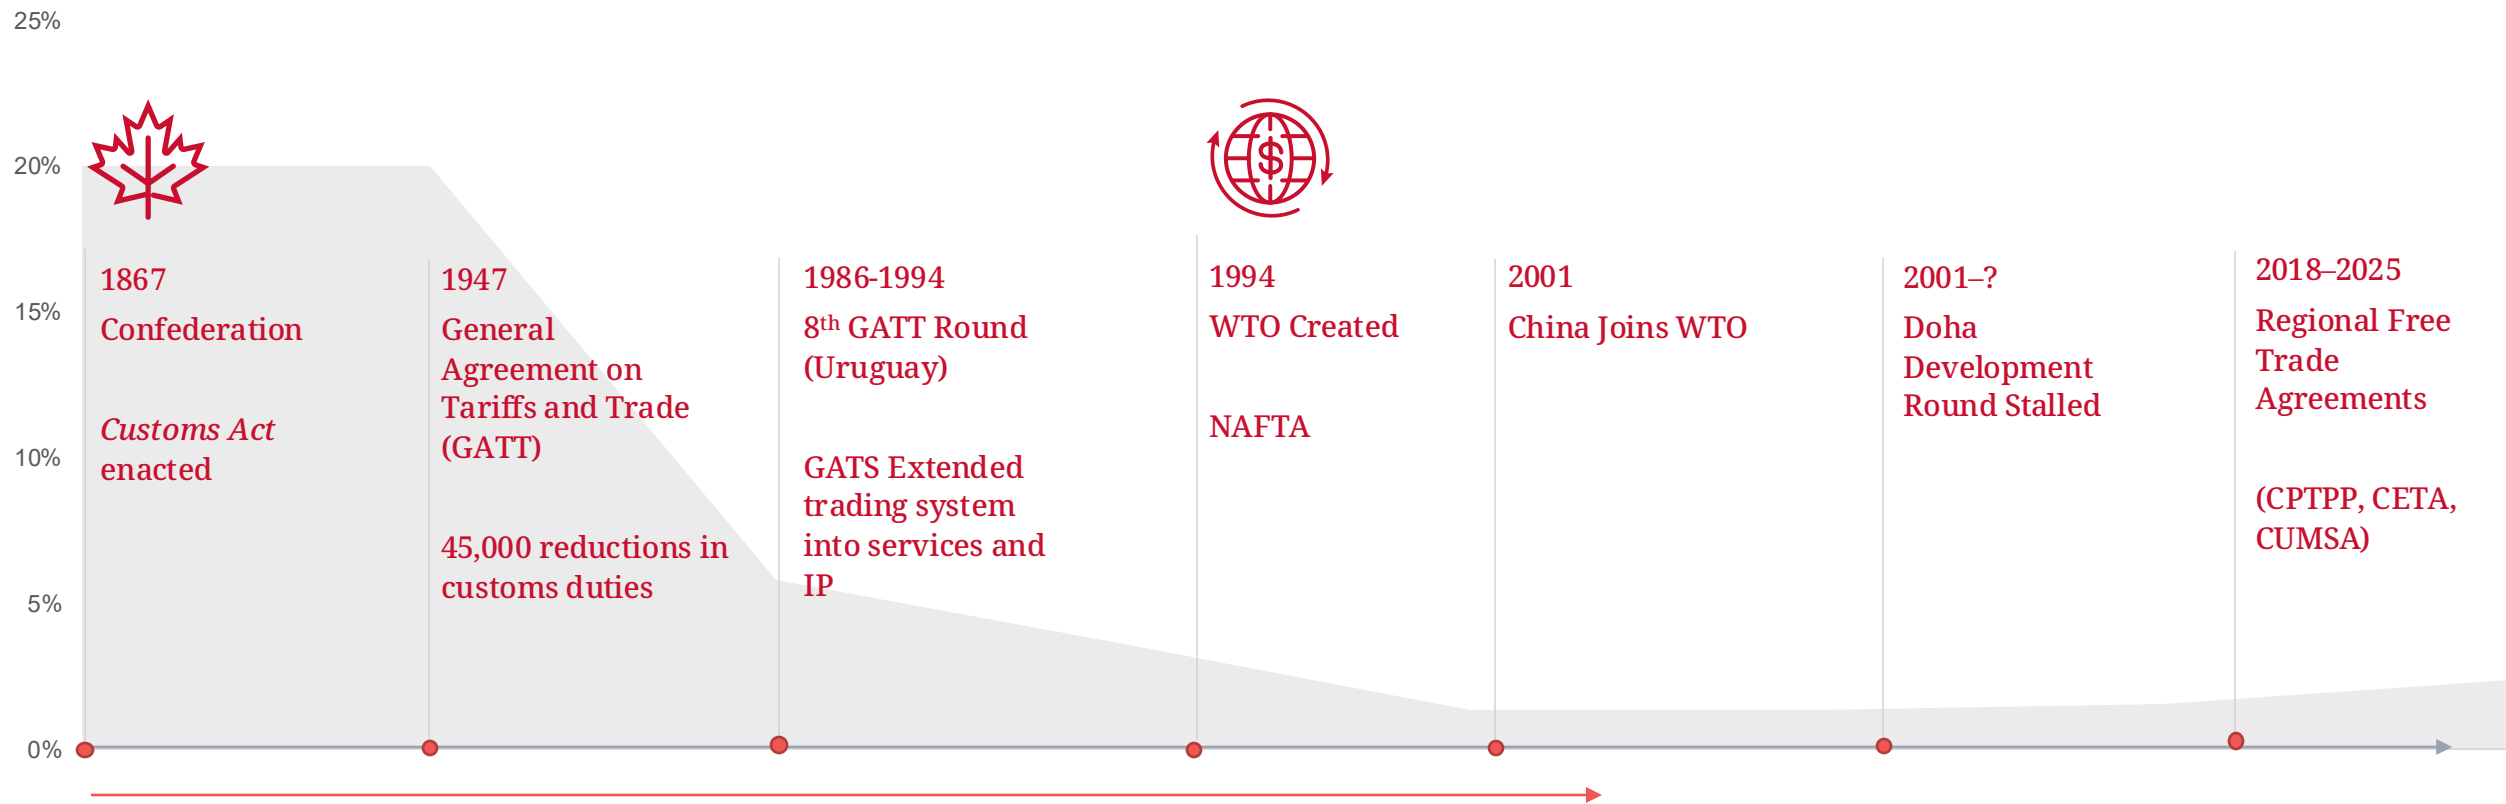 25%
20%
15%
10%
5%
0%
1867
Confederation
Customs Act
enacted
1947
General
Agreement on
Tariffs and Trade
(GATT)
45,000 reductions in
customs duties
1986-1994
8th GATT Round
(Uruguay)
GATS Extended
trading system
into services and
IP
$
1994
WTO Created
NAFTA
2001
China Joins WTO
2001–?
Doha
Development
Round Stalled
2018–2025
Regional Free
Trade
Agreements
(CPTPP, CETA,
CUMSA)